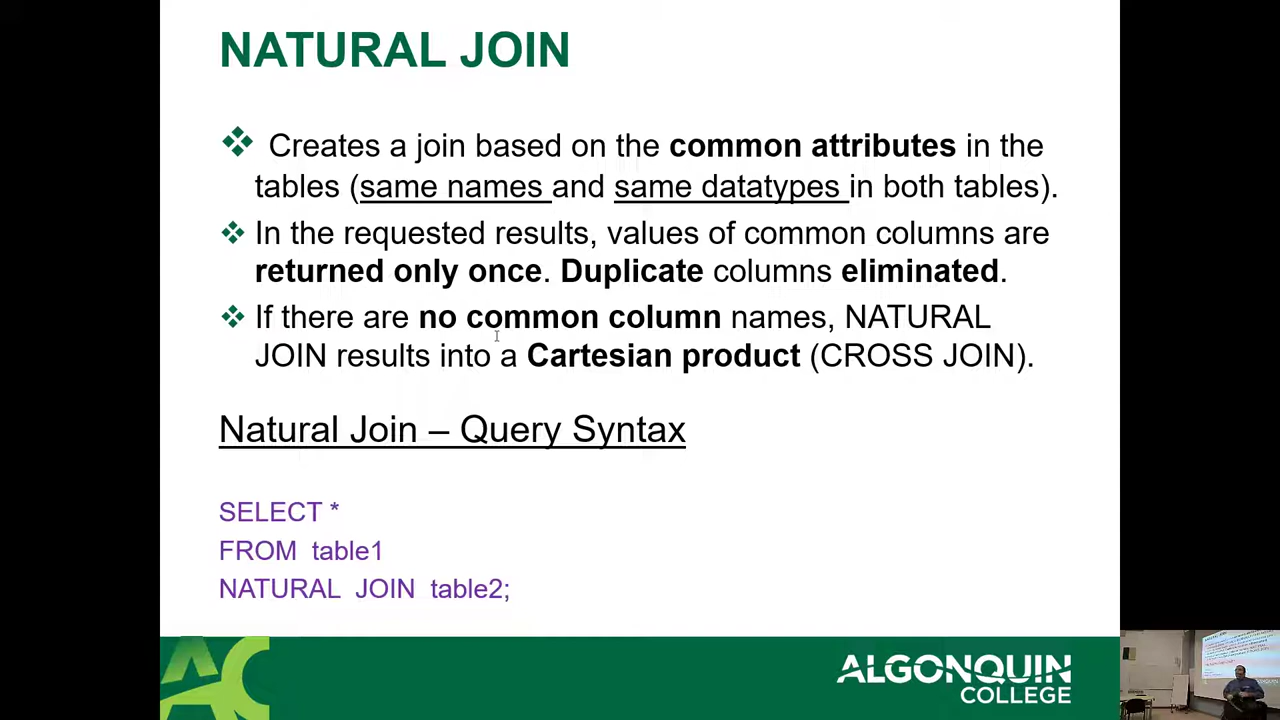 NATURAL JOIN
Creates a join based on the common attributes in the
tables (same names and same datatypes in both tables).
In the requested results, values of common columns are
returned only once. Duplicate columns eliminated.
If there are no common column names, NATURAL
JOIN results into a Cartesian product (CROSS JOIN).
Natural Join – Query Syntax
SELECT *
FROM table1
NATURAL JOIN table2;
AC
ALGONQUIN
COLLEGE